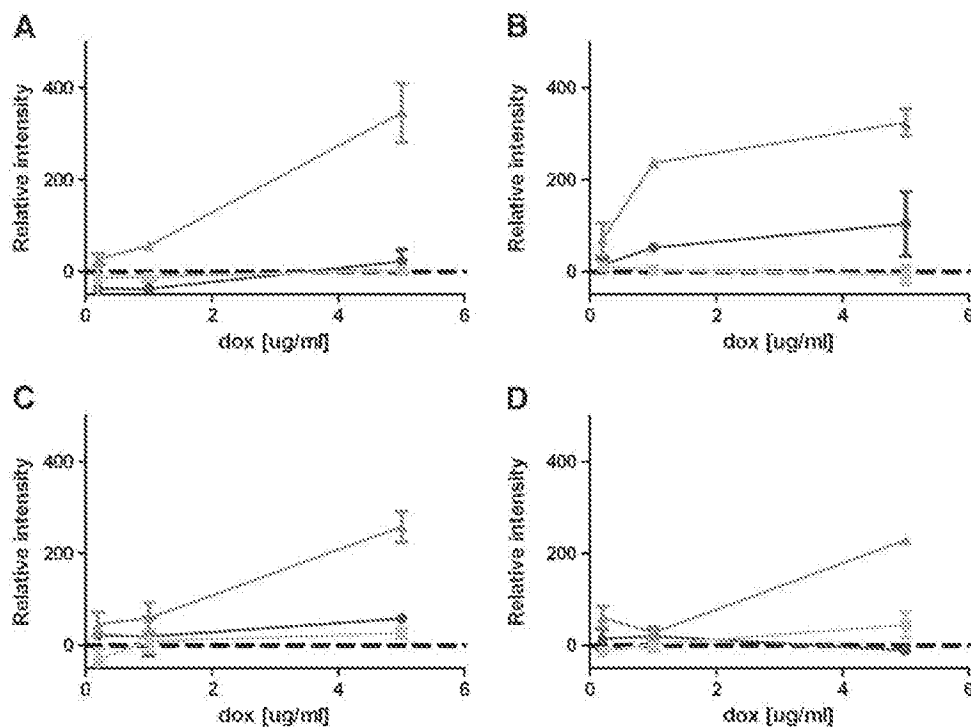 A
Relative intensity
400
200
0
0 2 4 6
dox [ug/ml]
B
Relative intensity
400
200
0
0 2 4 6
dox [ug/ml]
C
Relative intensity
400
200
0
0 2 4 6
dox [ug/ml]
D
Relative intensity
400
200
0
0 2 4 6
dox [ug/ml]